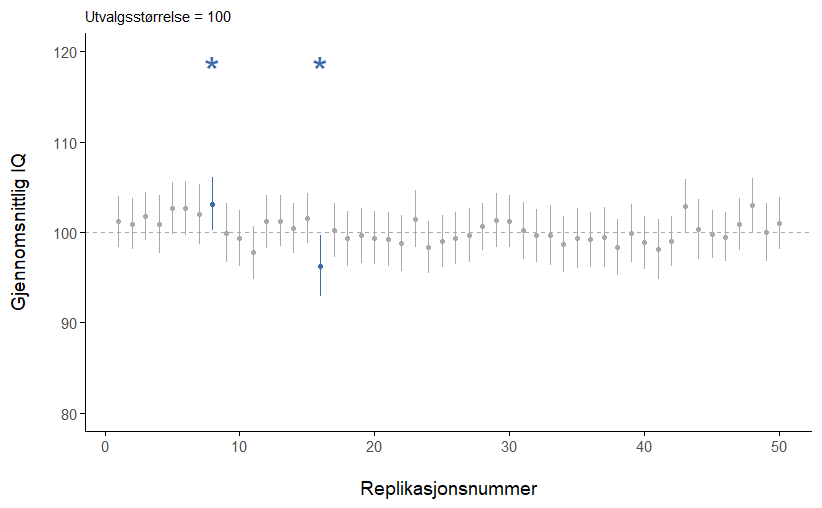 Utvalgsstørrelse = 100
120
* *
110
100
90
80
Gjennomsnittlig IQ
0 10 20 30 40 50
Replikasjonsnummer